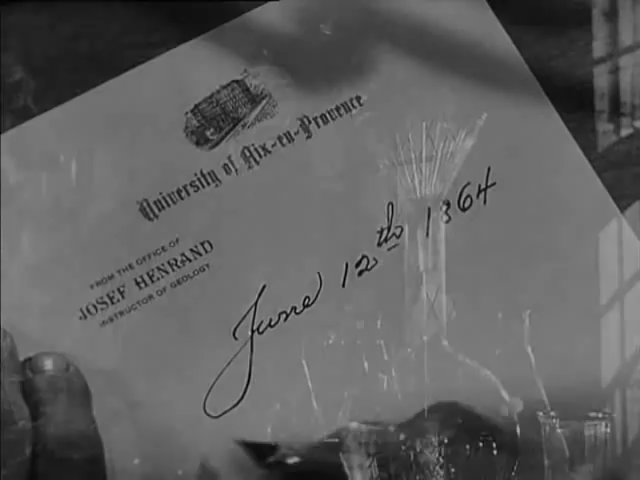 University of Aix-en-Provence
FROM THE OFFICE OF
JOSEF HENRAND
INSTRUCTOR OF GEOLOGY
June 12th 1864